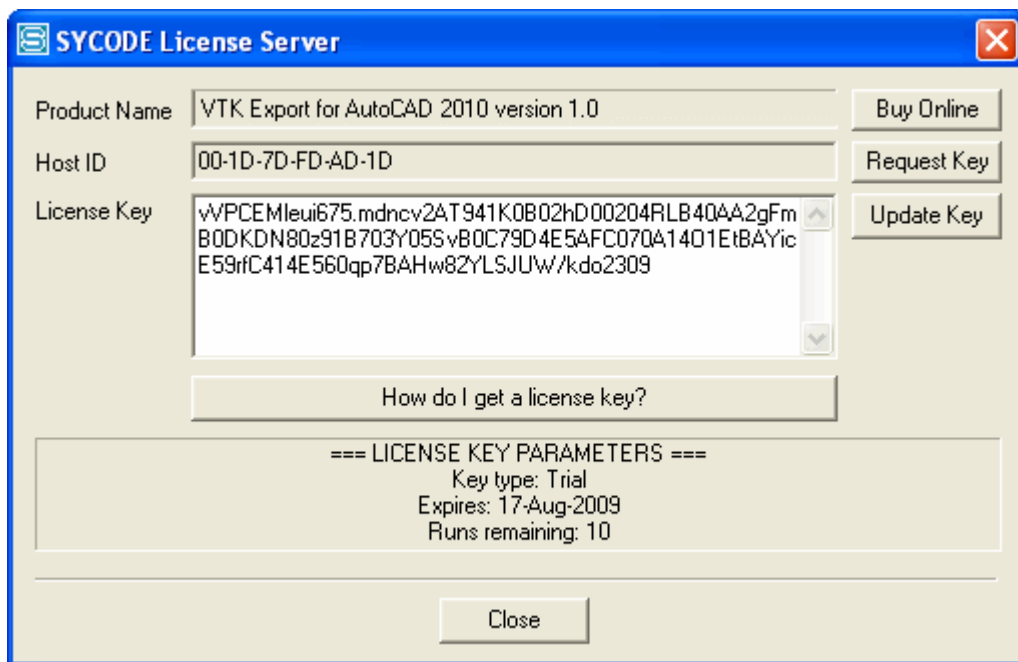 SYCODE License Server
Product Name VTK Export for AutoCAD 2010 version 1.0 Buy Online
Host ID 00-1D-7D-FD-AD-1D Request Key
License Key vVPCEMleui675.mdncv2AT941K0B02hD00204RLB40AA2gFm Update Key
B0DKDN80z91B703Y05SvB0C79D4E5AFC070A14O1EtBAYic
E59rfC414E560qp7BAHw82YLSJUW/kdo2309
How do I get a license key?
=== LICENSE KEY PARAMETERS ===
Key type: Trial
Expires: 17-Aug-2009
Runs remaining: 10
Close